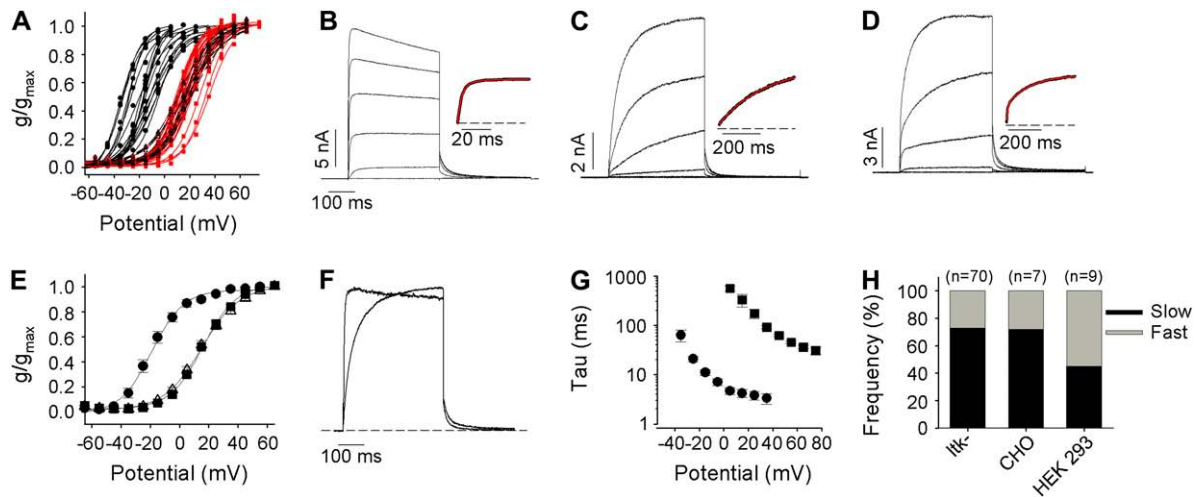 A
g/gmax
1.0
0.8
0.6
0.4
0.2
0.0
-60 -40 -20 0 20 40 60
Potential (mV)
B
5 nA
20 ms
100 ms
C
2 nA
200 ms
D
3 nA
200 ms
E
g/gmax
1.0
0.8
0.6
0.4
0.2
0.0
-60 -40 -20 0 20 40 60
Potential (mV)
F
100 ms
G
Tau (ms)
1000
100
10
1
-40 -20 0 20 40 60 80
Potential (mV)
H
Frequency (%)
(n=70) (n=7) (n=9)
100
80
60
40
20
0
Slow
Fast
ltk- CHO HEK 293